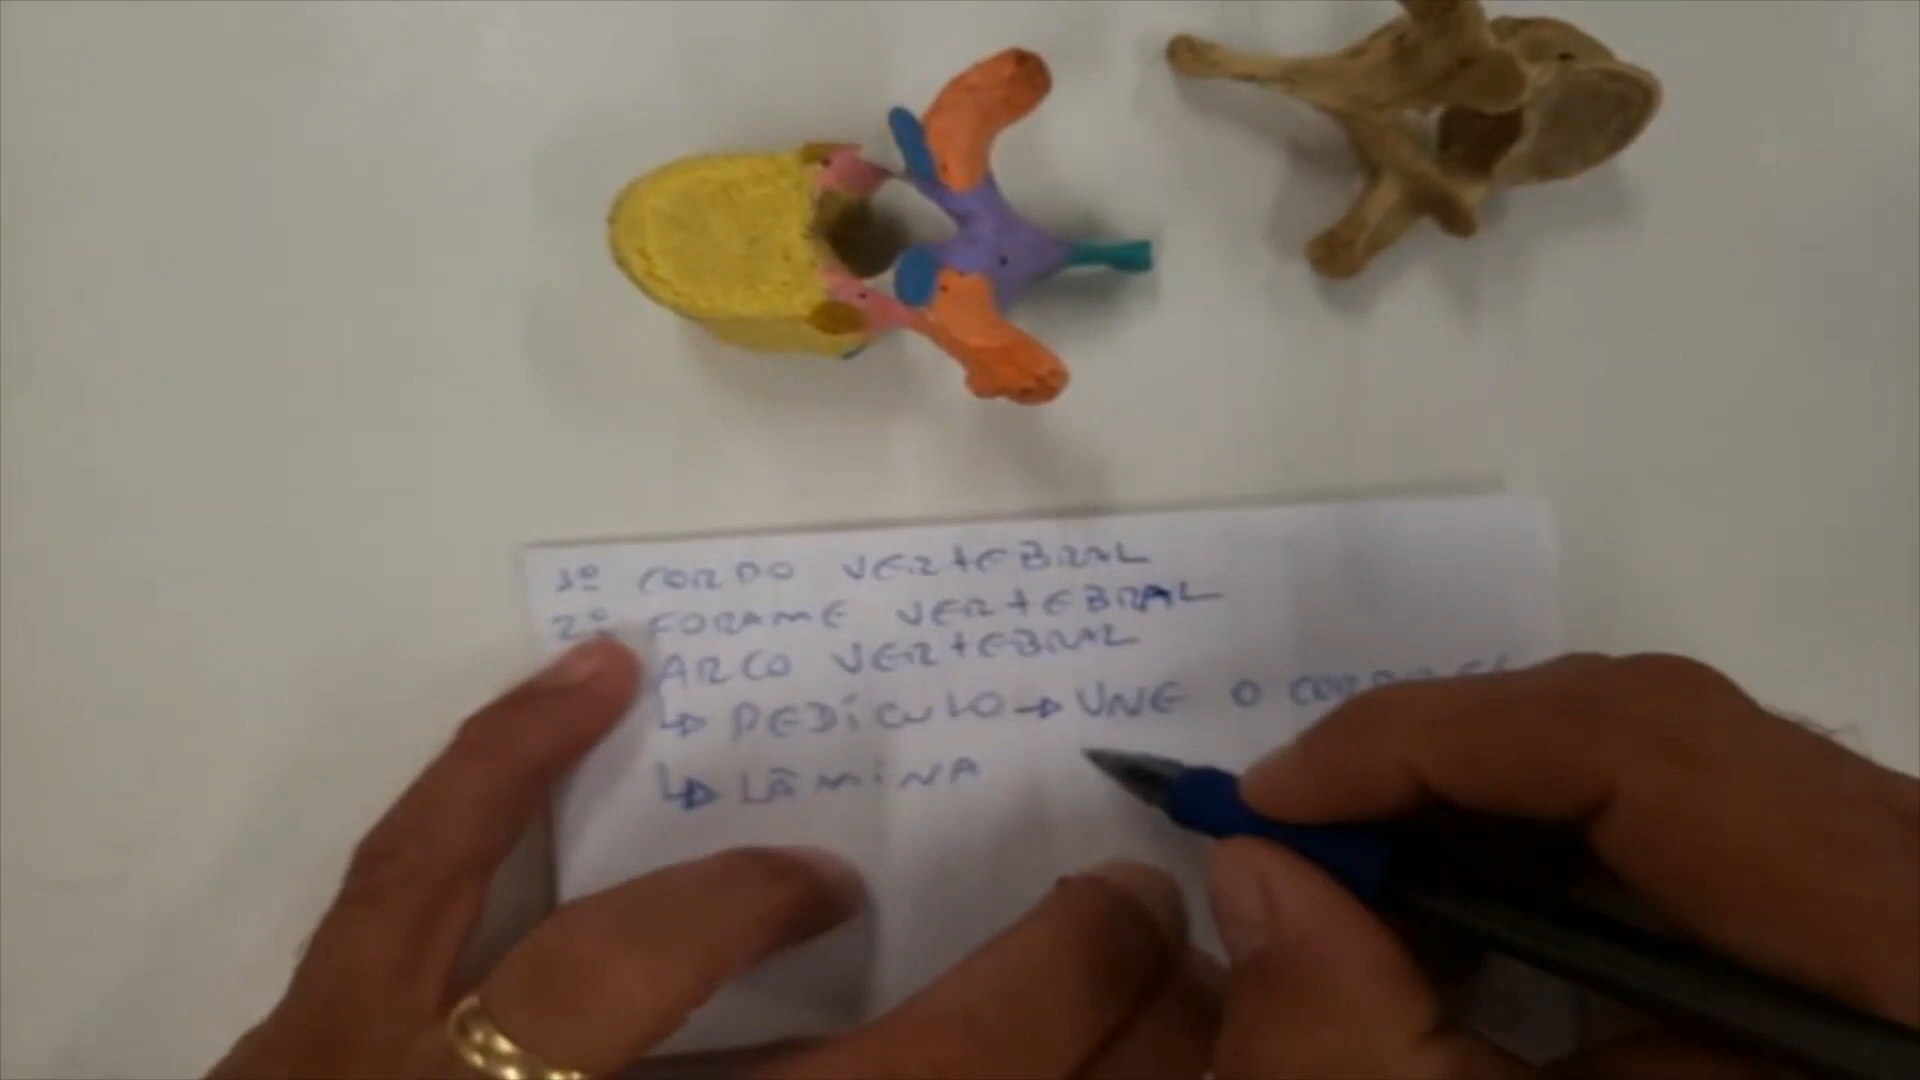 1º CORPO VERTEBRAL
2º FORAME VERTEBRAL
ARCO VERTEBRAL
↳ PEDÍCULO → UNE O
↳ LÂMINA